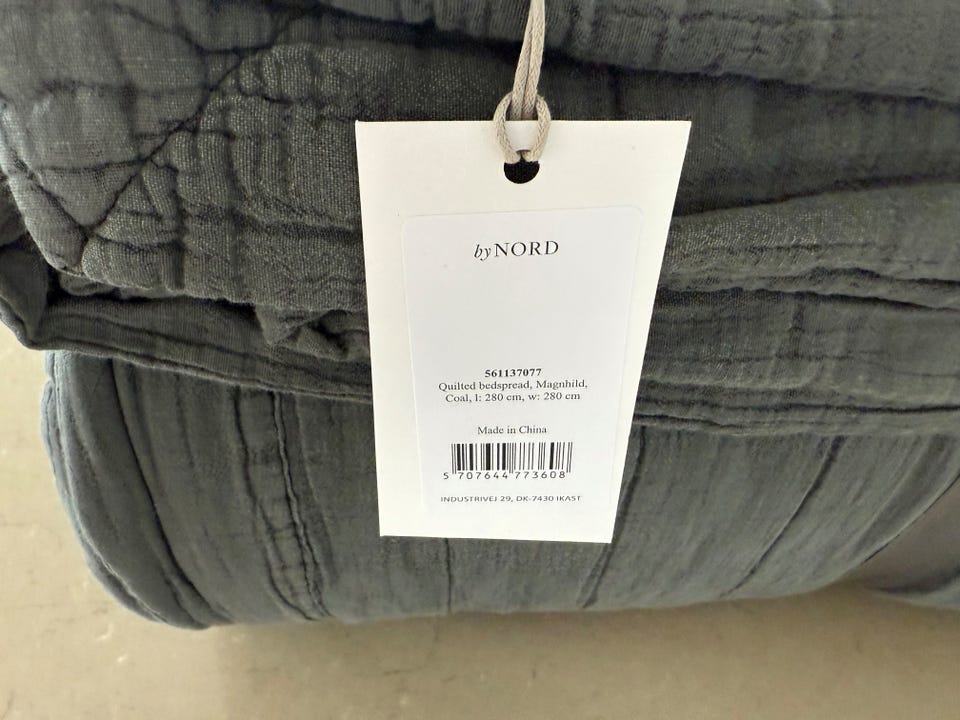 byNORD
561137077
Quilted bedspread, Magnhild,
Coal, l: 280 cm, w: 280 cm
Made in China
5 707644 773608
INDUSTRIVEJ 29, DK-7430 IKAST